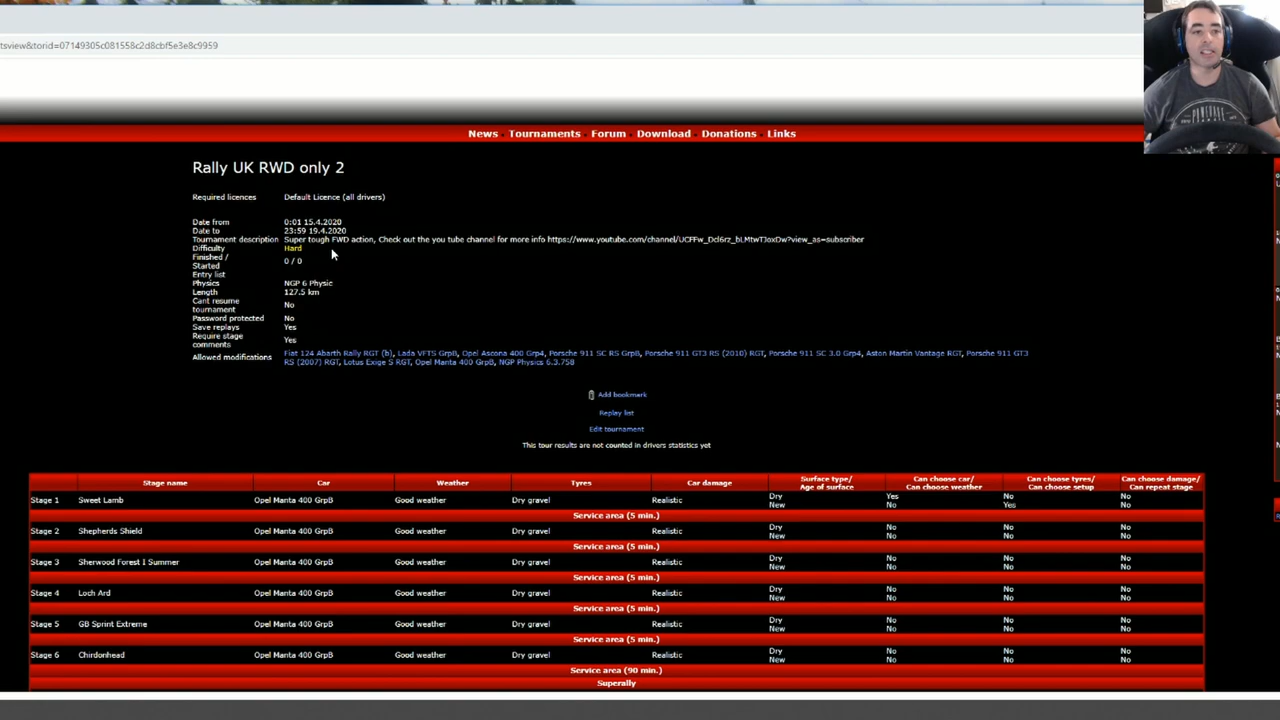 tsview&torid=07149305c081558c2d8cbf5e3e8c9959
News Tournaments Forum Download Donations Links
Rally UK RWD only 2
Required licences Default Licence (all drivers)
Date from 0:01 15.4.2020
Date to 23:59 19.4.2020
Tournament description Super tough FWD action, Check out the you tube channel for more info https://www.youtube.com/channel/UCFFw_Dcl6rz_bLMtwTJoxDw?view_as=subscriber
Difficulty Hard
Finished / Started 0 / 0
Entry list
Physics NGP 6 Physic
Length 127.5 km
Cant resume tournament No
Password protected No
Save replays Yes
Require stage comments Yes
Allowed modifications Fiat 124 Abarth Rally RGT (b), Lada VFTS GrpB, Opel Ascona 400 Grp4, Porsche 911 SC RS GrpB, Porsche 911 GT3 RS (2010) RGT, Porsche 911 SC 3.0 Grp4, Aston Martin Vantage RGT, Porsche 911 GT3
RS (2007) RGT, Lotus Exige S RGT, Opel Manta 400 GrpB, NGP Physics 6.3.758
Add bookmark
Replay list
Edit tournament
This tour results are not counted in drivers statistics yet
Stage name Car Weather Tyres Car damage Surface type/ Age of surface Can choose car/ Can choose weather Can choose tyres/ Can choose setup Can choose damage/ Can repeat stage
Stage 1 Sweet Lamb Opel Manta 400 GrpB Good weather Dry gravel Realistic Dry New Yes No No Yes No No
Service area (5 min.)
Stage 2 Shepherds Shield Opel Manta 400 GrpB Good weather Dry gravel Realistic Dry New No No No No No No
Service area (5 min.)
Stage 3 Sherwood Forest I Summer Opel Manta 400 GrpB Good weather Dry gravel Realistic Dry New No No No No No No
Service area (5 min.)
Stage 4 Loch Ard Opel Manta 400 GrpB Good weather Dry gravel Realistic Dry New No No No No No No
Service area (5 min.)
Stage 5 GB Sprint Extreme Opel Manta 400 GrpB Good weather Dry gravel Realistic Dry New No No No No No No
Service area (5 min.)
Stage 6 Chirdonhead Opel Manta 400 GrpB Good weather Dry gravel Realistic Dry New No No No No No No
Service area (90 min.)
Superally